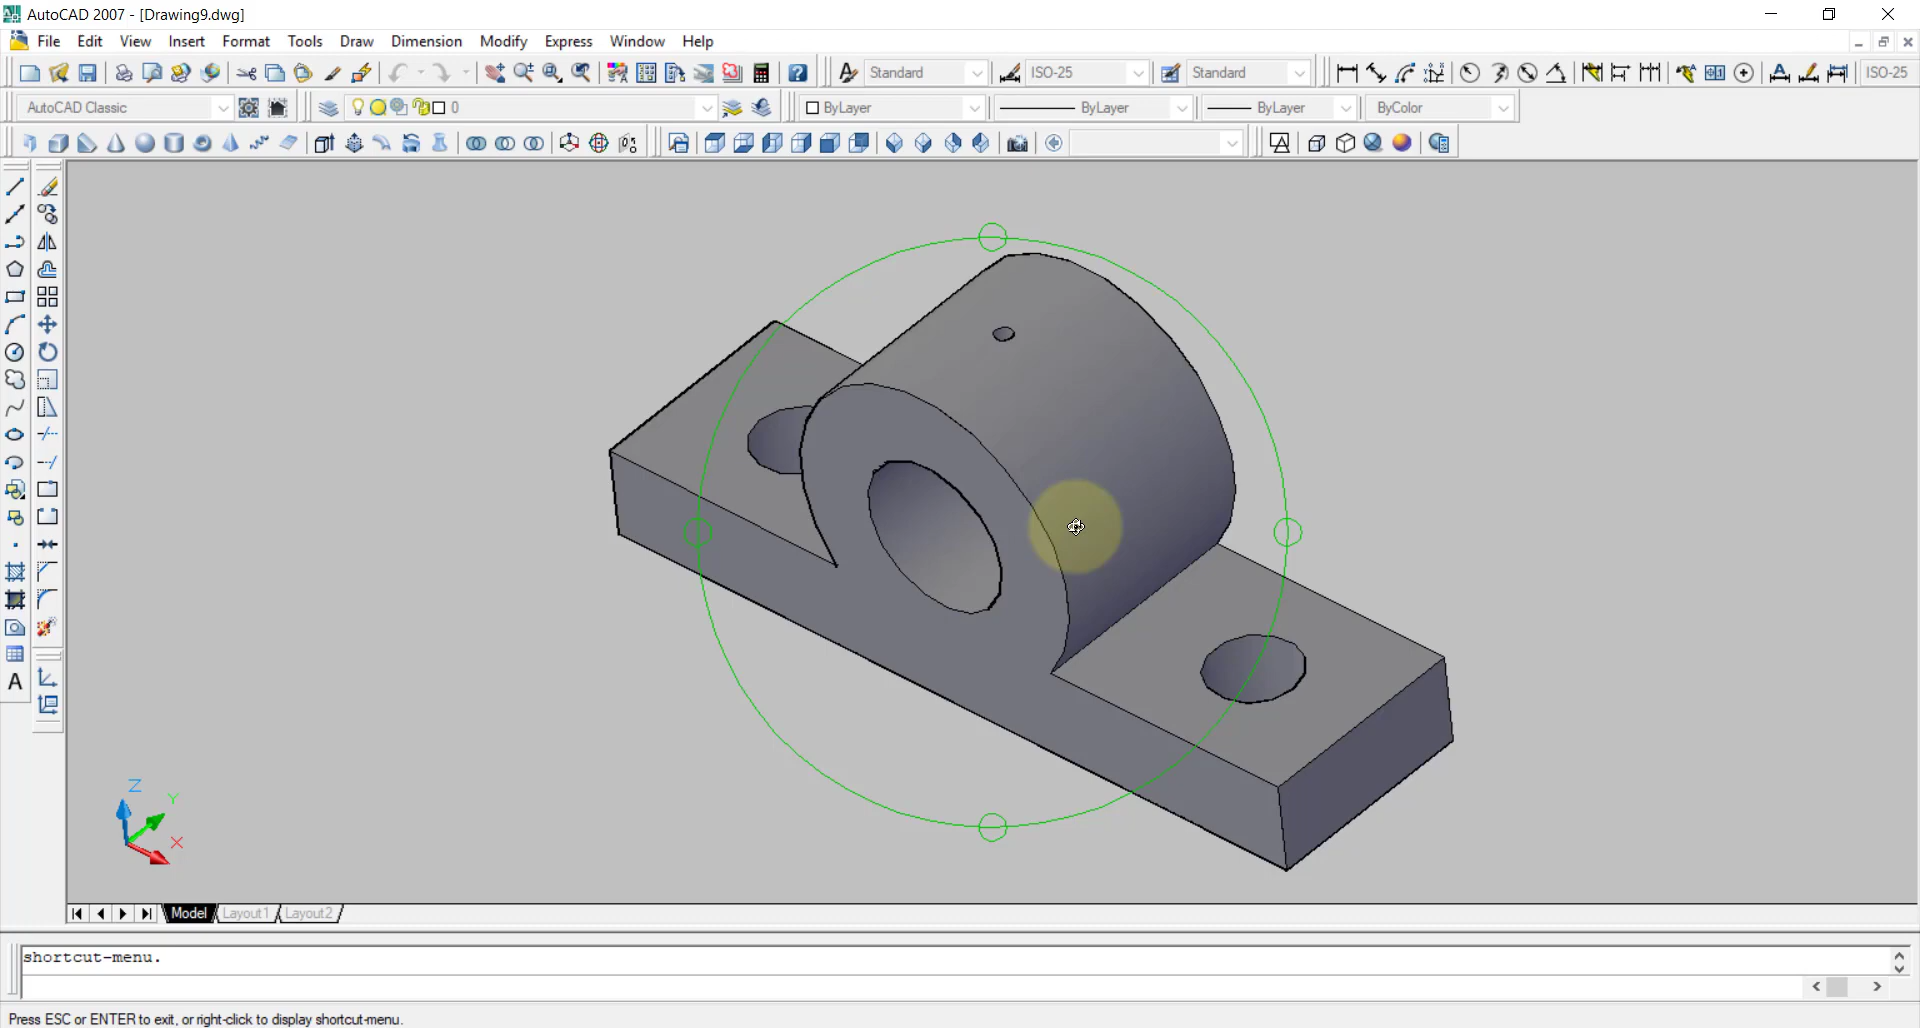 AutoCAD 2007 - [Drawing9.dwg]
File Edit View Insert Format Tools Draw Dimension Modify Express Window Help
Standard ISO-25 Standard ISO-25
AutoCAD Classic 0 ByLayer ByLayer ByLayer ByColor
A
Z
Y
X
Model Layout1 Layout2
shortcut-menu.
Press ESC or ENTER to exit, or right-click to display shortcut-menu.